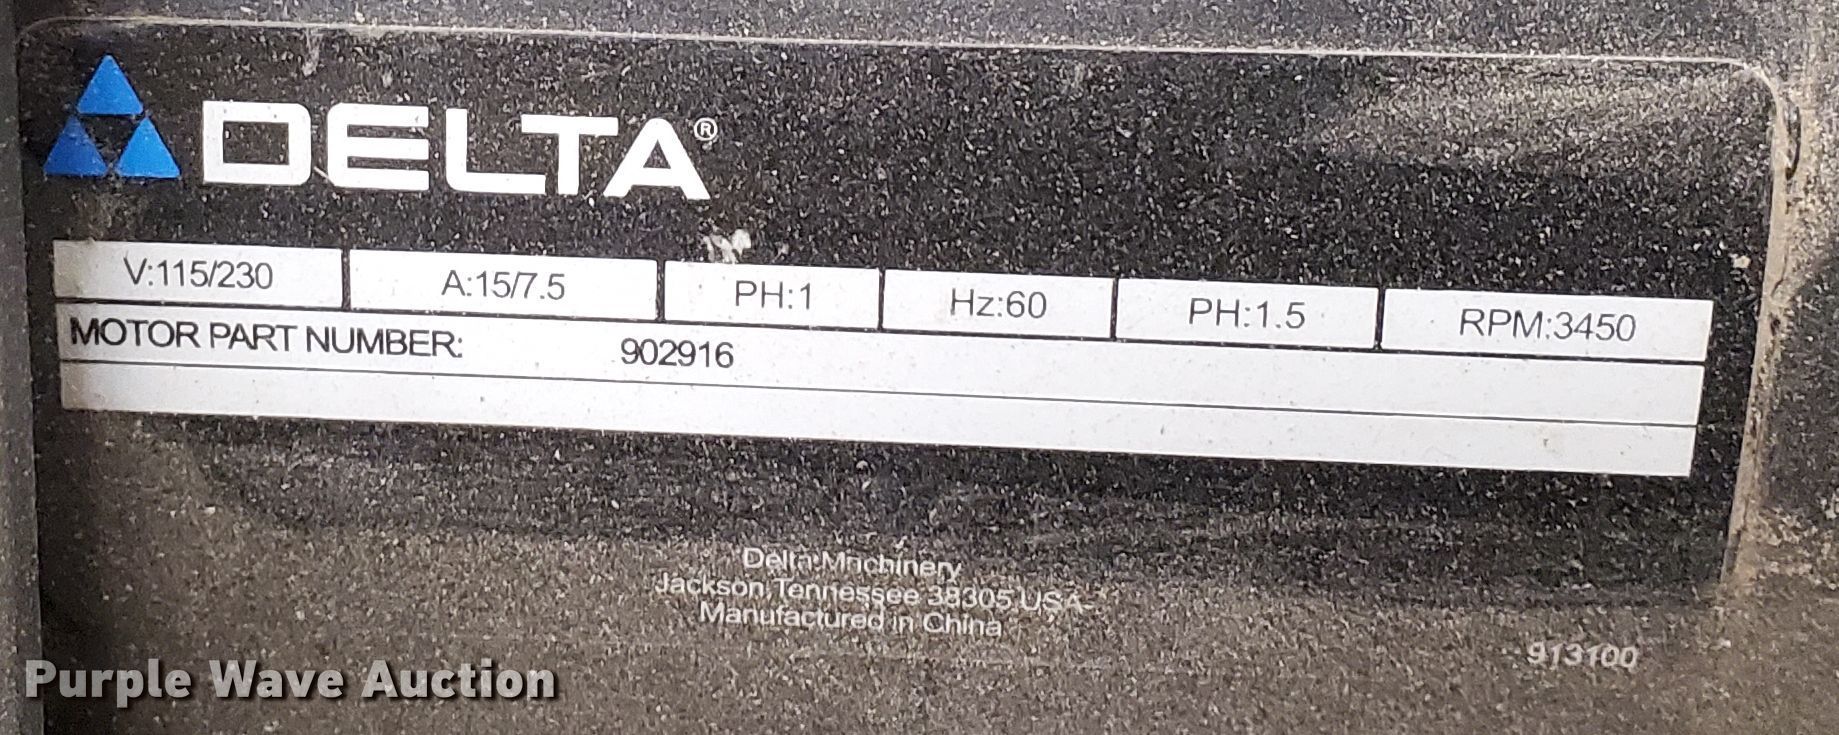 DELTA®
V:115/230 A:15/7.5 PH:1 Hz:60 PH:1.5 RPM:3450
MOTOR PART NUMBER: 902916
Delta Machinery
Jackson, Tennessee 38305 USA
Manufactured in China
913100
Purple Wave Auction